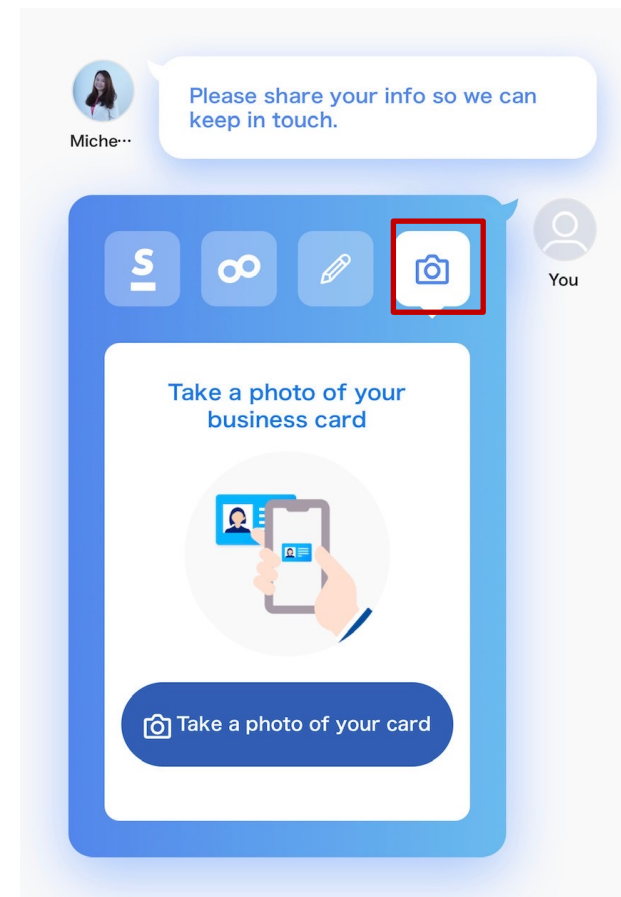 Please share your info so we can
keep in touch.
Miche…
You
Take a photo of your
business card
Take a photo of your card